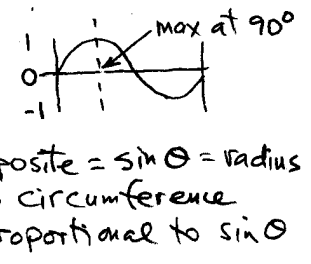 max at 90°
1
0
-1
posite = sin θ = radius
circumference
roportional to sin θ